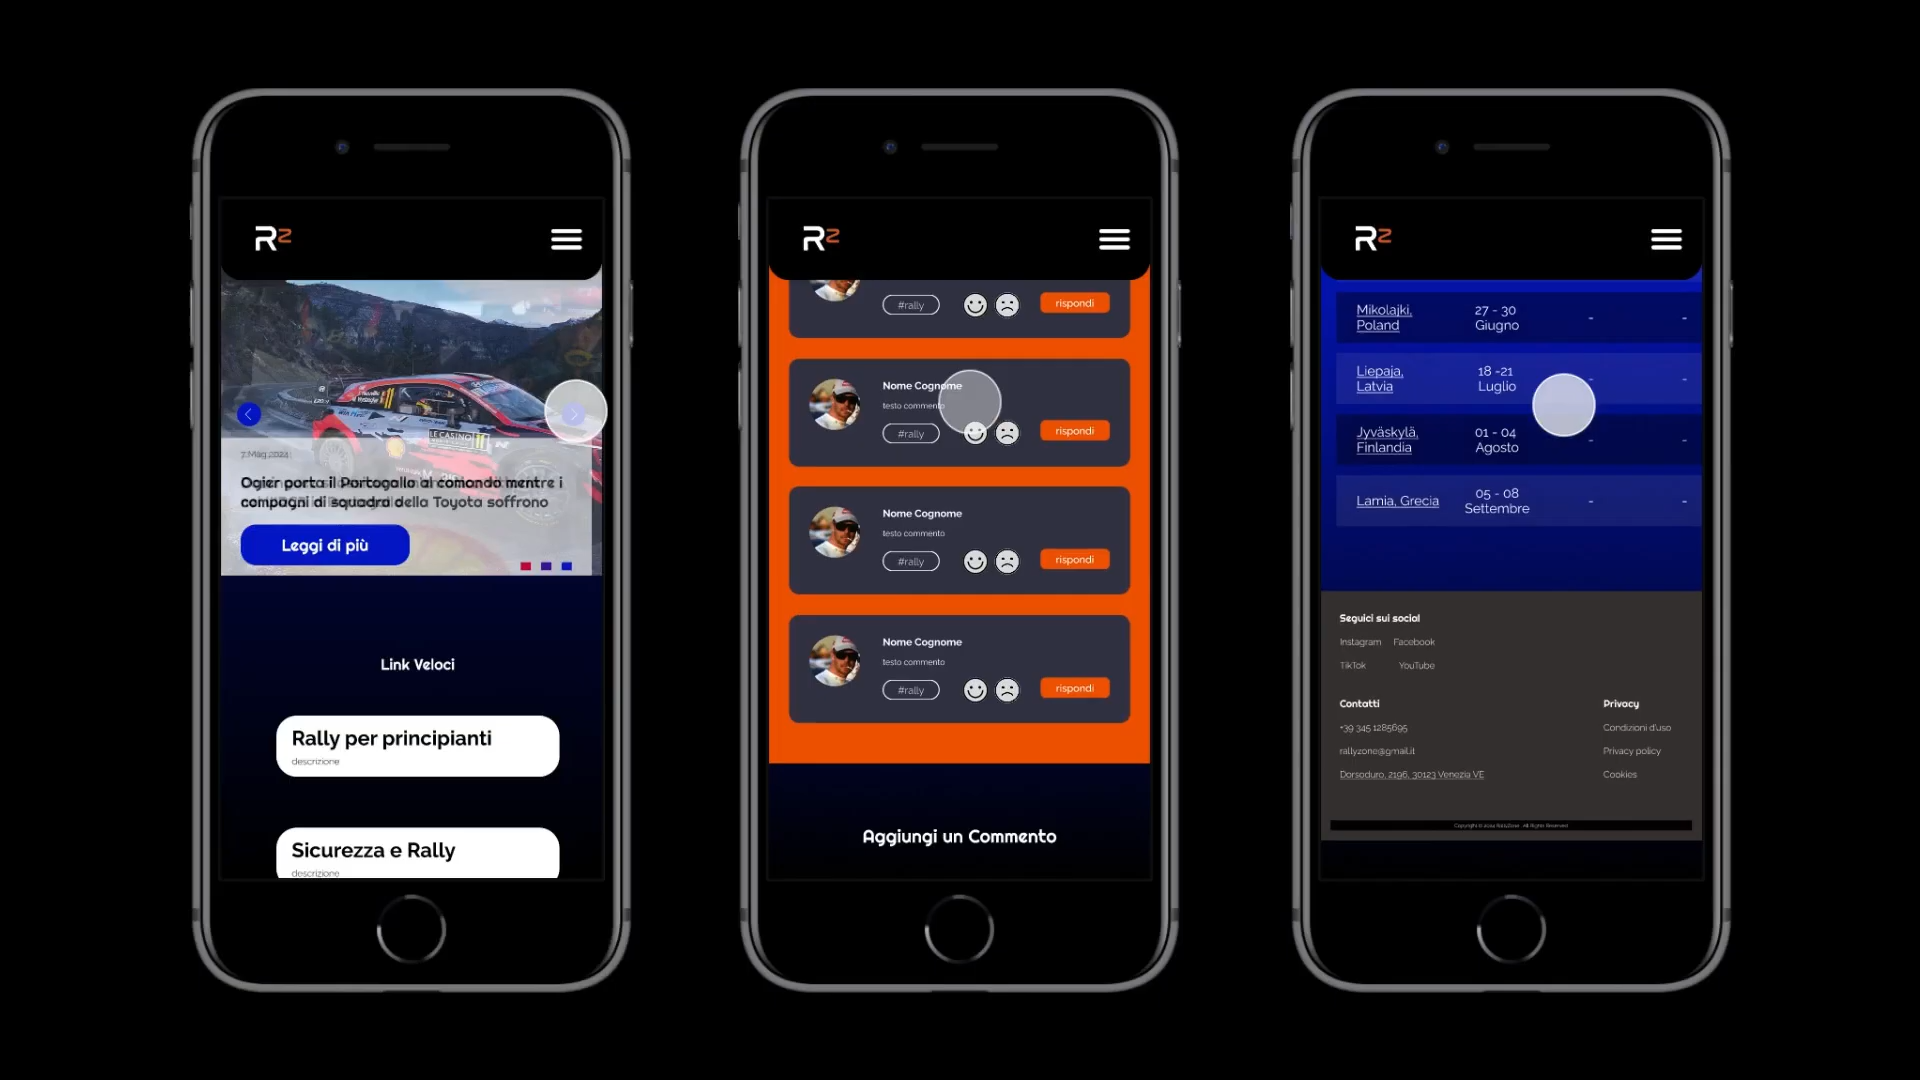 R2
7 Mag 2024
Ogier porta il Portogallo al comando mentre i
compagni di squadra della Toyota soffrono
Leggi di più
Link Veloci
Rally per principianti
descrizione
Sicurezza e Rally
descrizione
R2
#rally
rispondi
Nome Cognome
testo commento
#rally
rispondi
Nome Cognome
testo commento
#rally
rispondi
Nome Cognome
testo commento
#rally
rispondi
Aggiungi un Commento
R2
Mikolajki,
Poland
27 - 30
Giugno
-
-
Liepaja,
Latvia
18 -21
Luglio
-
-
Jyväskylä,
Finlandia
01 - 04
Agosto
-
-
Lamia, Grecia
05 - 08
Settembre
-
-
Seguici sui social
Instagram Facebook
TikTok YouTube
Contatti
+39 345 1285695
rallyzone@gmail.it
Dorsoduro, 2196, 30123 Venezia VE
Privacy
Condizioni d'uso
Privacy policy
Cookies